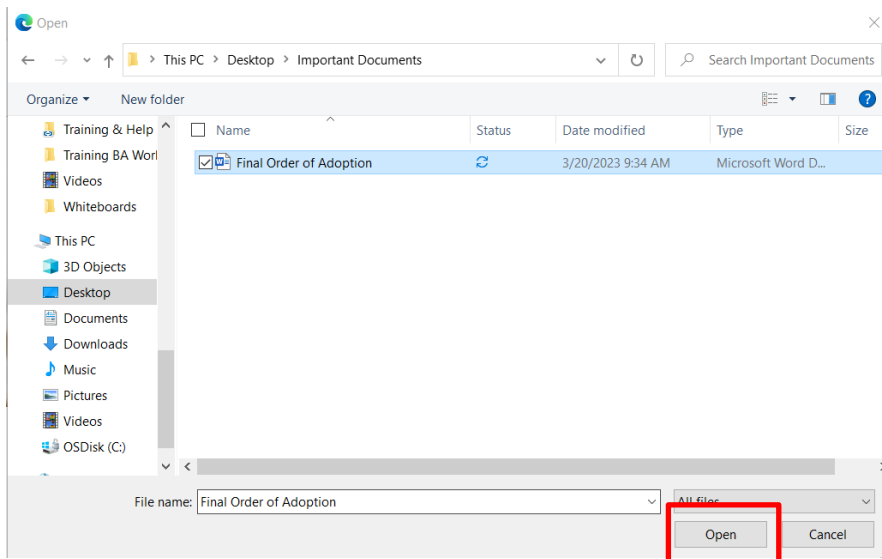 Open
This PC > Desktop > Important Documents
Search Important Documents
Organize
New folder
Name
Status
Date modified
Type
Size
Final Order of Adoption
3/20/2023 9:34 AM
Microsoft Word D...
Training & Help
Training BA Worl
Videos
Whiteboards
This PC
3D Objects
Desktop
Documents
Downloads
Music
Pictures
Videos
OSDisk (C:)
File name: Final Order of Adoption
All files
Open
Cancel